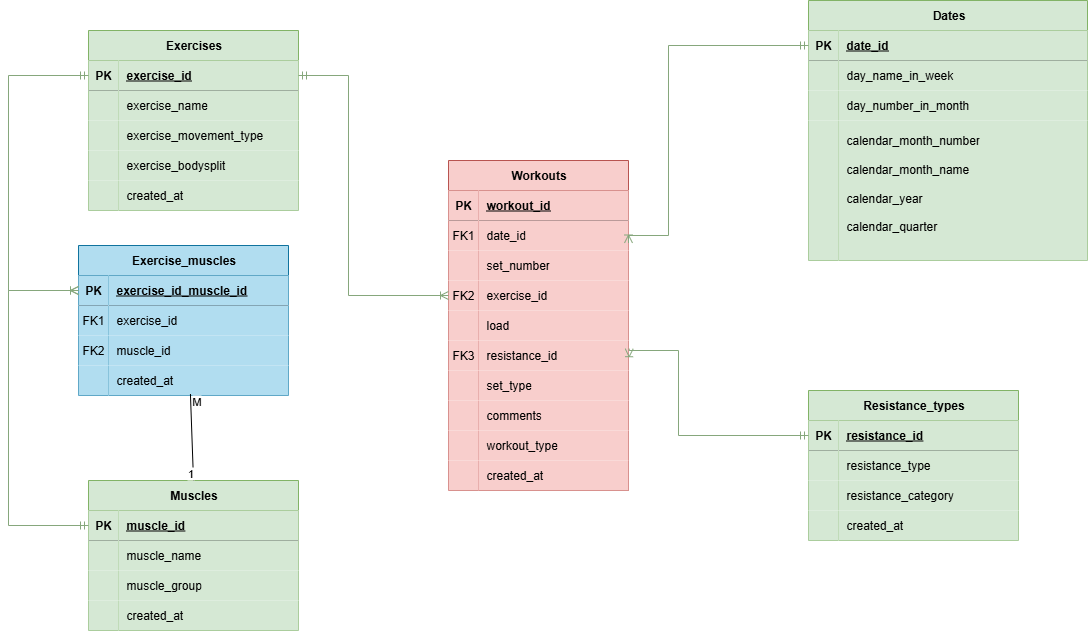 Exercises
PK exercise_id
exercise_name
exercise_movement_type
exercise_bodysplit
created_at
Exercise_muscles
PK exercise_id_muscle_id
FK1 exercise_id
FK2 muscle_id
created_at
M
1
Muscles
PK muscle_id
muscle_name
muscle_group
created_at
Workouts
PK workout_id
FK1 date_id
set_number
FK2 exercise_id
load
FK3 resistance_id
set_type
comments
workout_type
created_at
Dates
PK date_id
day_name_in_week
day_number_in_month
calendar_month_number
calendar_month_name
calendar_year
calendar_quarter
Resistance_types
PK resistance_id
resistance_type
resistance_category
created_at